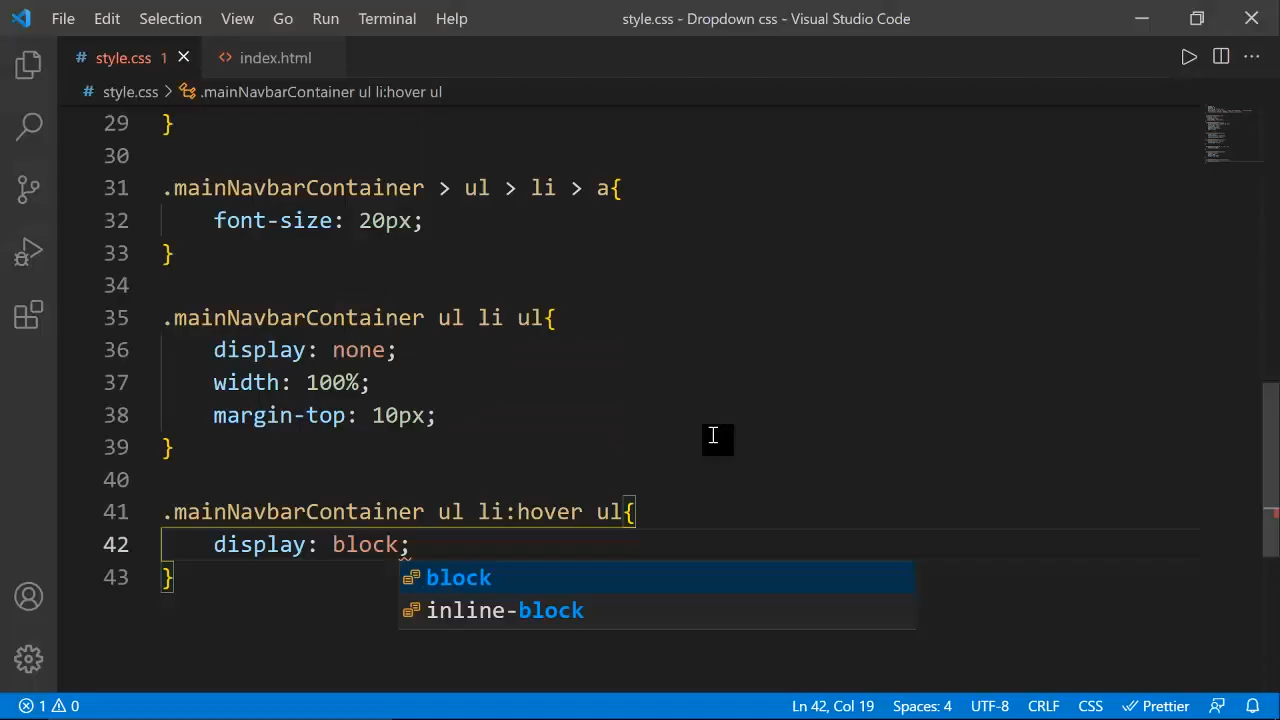 File Edit Selection View Go Run Terminal Help style.css - Dropdown css - Visual Studio Code
# style.css 1 <> index.html
# style.css > .mainNavbarContainer ul li:hover ul
29 }
30
31 .mainNavbarContainer > ul > li > a{
32 font-size: 20px;
33 }
34
35 .mainNavbarContainer ul li ul{
36 display: none;
37 width: 100%;
38 margin-top: 10px;
39 }
40
41 .mainNavbarContainer ul li:hover ul{
42 display: block;
43 }
block
inline-block
1 0 Ln 42, Col 19 Spaces: 4 UTF-8 CRLF CSS Prettier